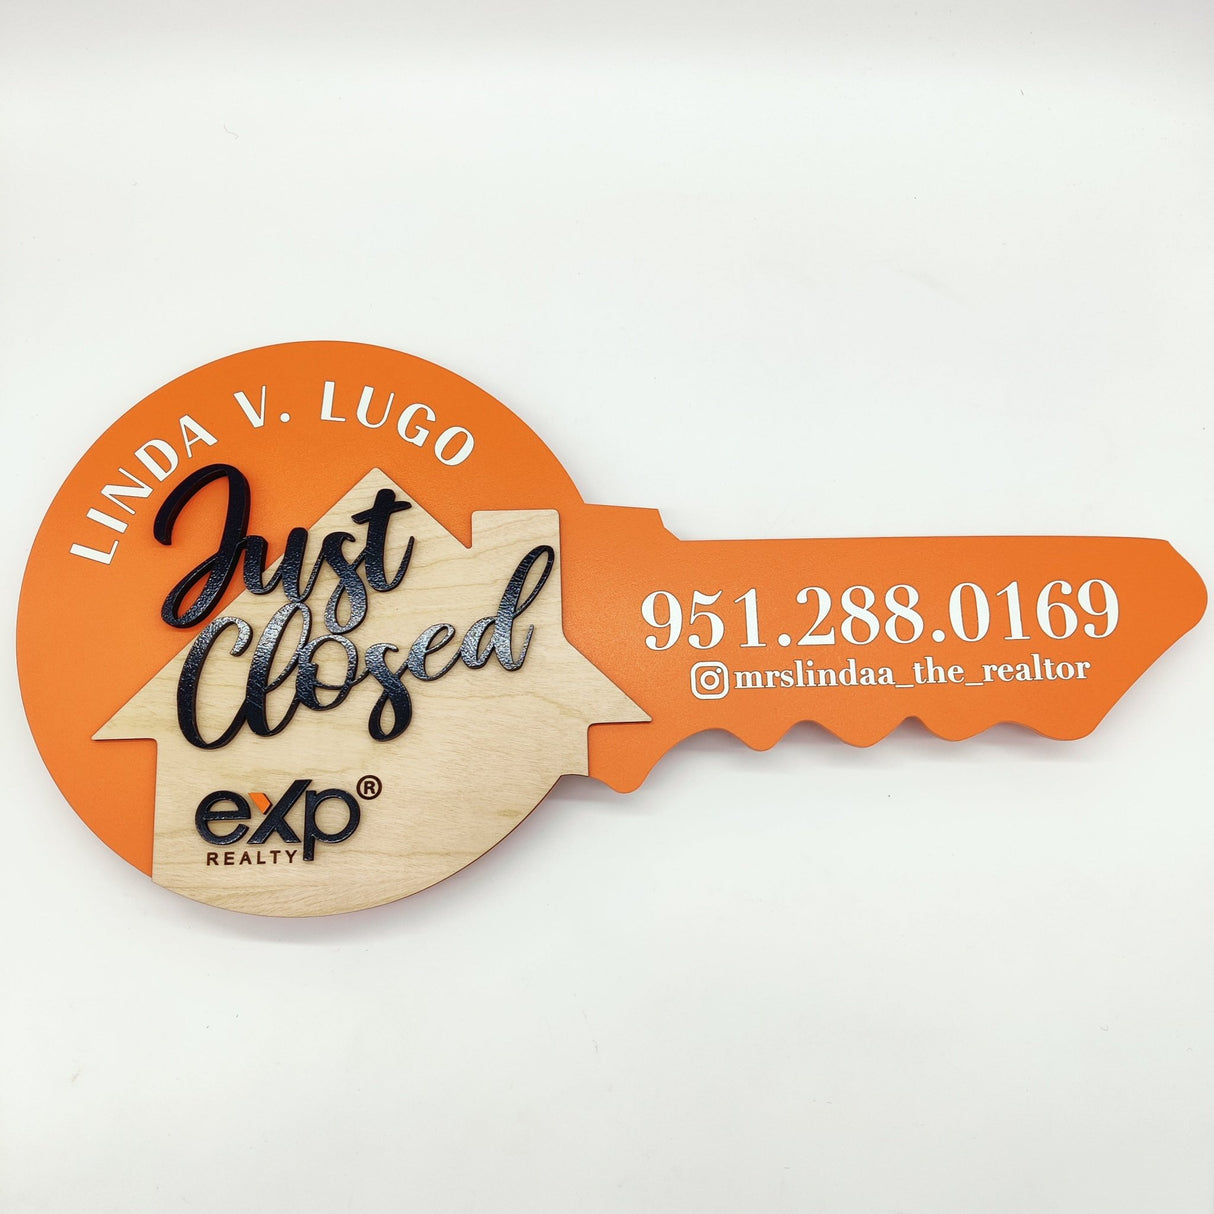 LINDA V. LUGO
Just
Closed
exp®
REALTY
951.288.0169
mrslindaa_the_realtor